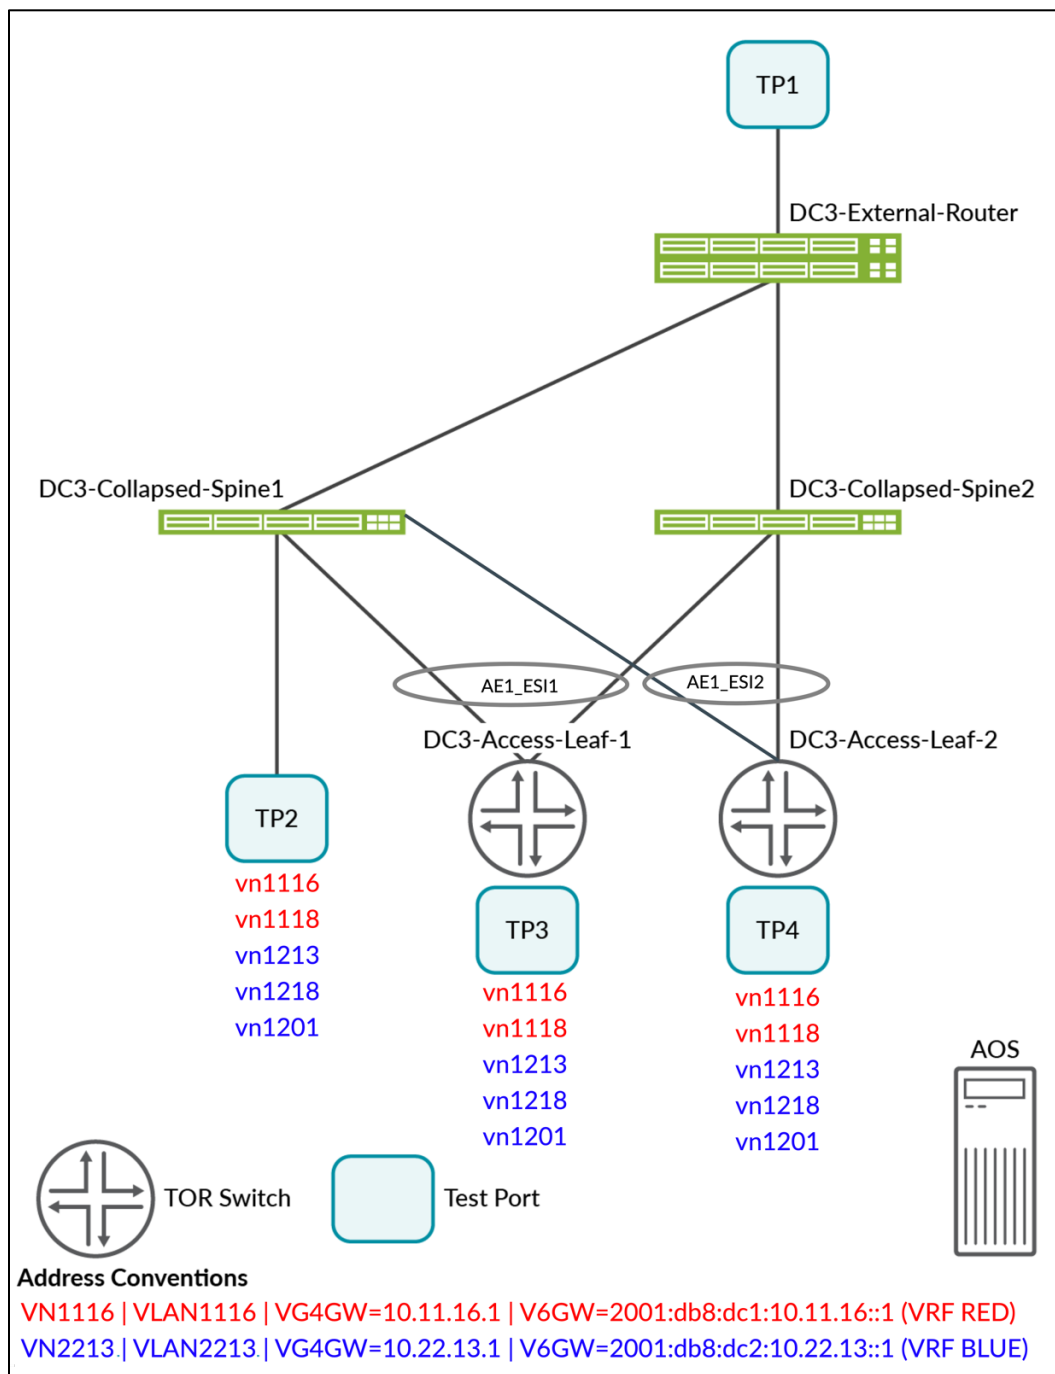 TP1
DC3-External-Router
DC3-Collapsed-Spine1
DC3-Collapsed-Spine2
AE1_ESI1
AE1_ESI2
DC3-Access-Leaf-1
DC3-Access-Leaf-2
TP2
vn1116
vn1118
vn1213
vn1218
vn1201
TP3
vn1116
vn1118
vn1213
vn1218
vn1201
TP4
vn1116
vn1118
vn1213
vn1218
vn1201
AOS
TOR Switch
Test Port
Address Conventions
VN1116 | VLAN1116 | VG4GW=10.11.16.1 | V6GW=2001:db8:dc1:10.11.16::1 (VRF RED)
VN2213 | VLAN2213 | VG4GW=10.22.13.1 | V6GW=2001:db8:dc2:10.22.13::1 (VRF BLUE)